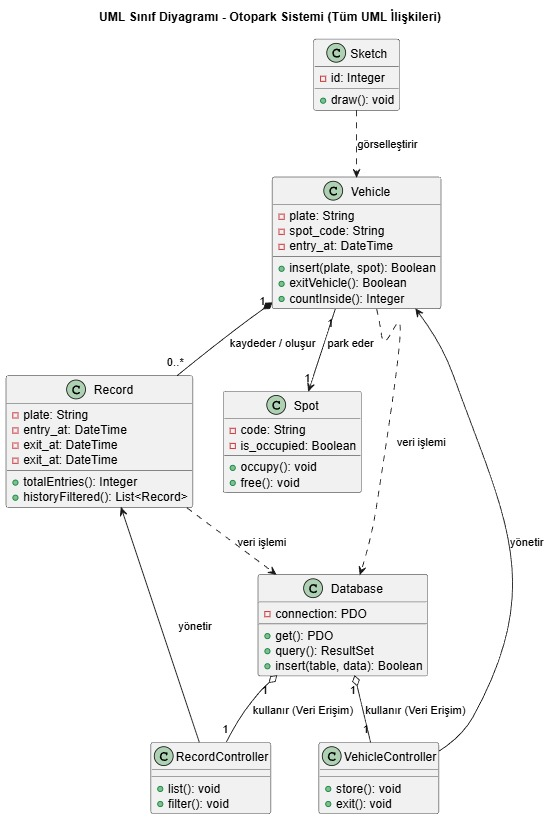 UML Sınıf Diyagramı - Otopark Sistemi (Tüm UML İlişkileri)
C Sketch
id: Integer
draw(): void
görselleştirir
C Vehicle
plate: String
spot_code: String
entry_at: DateTime
insert(plate, spot): Boolean
exitVehicle(): Boolean
countInside(): Integer
1
1
kaydeder / oluşur
park eder
0..*
1
C Record
plate: String
entry_at: DateTime
exit_at: DateTime
exit_at: DateTime
totalEntries(): Integer
historyFiltered(): List<Record>
C Spot
code: String
is_occupied: Boolean
occupy(): void
free(): void
veri işlemi
veri işlemi
yönetir
C Database
connection: PDO
get(): PDO
query(): ResultSet
insert(table, data): Boolean
yönetir
1
1
kullanır (Veri Erişim)
kullanır (Veri Erişim)
1
1
C RecordController
list(): void
filter(): void
C VehicleController
store(): void
exit(): void